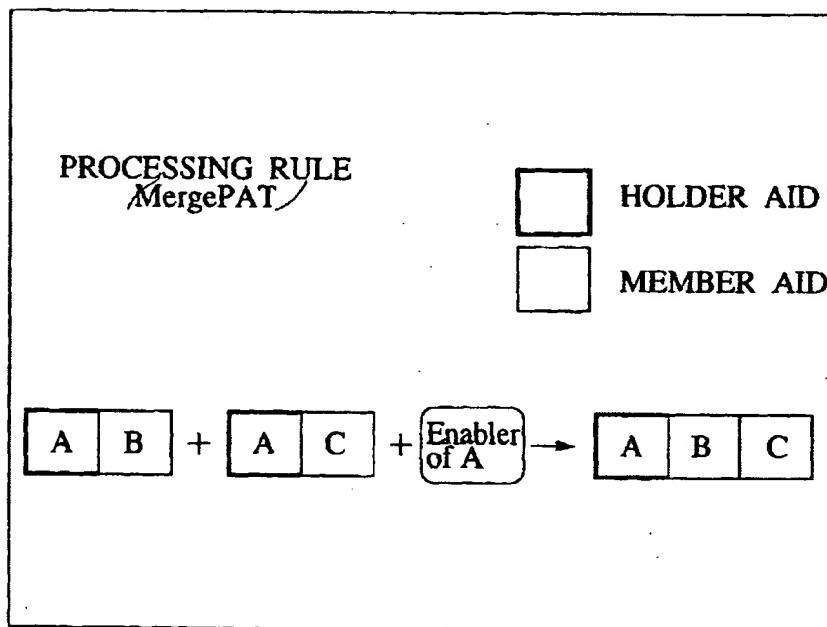 PROCESSING RULE
MergePAT
HOLDER AID
MEMBER AID
A B + A C + Enabler of A → A B C